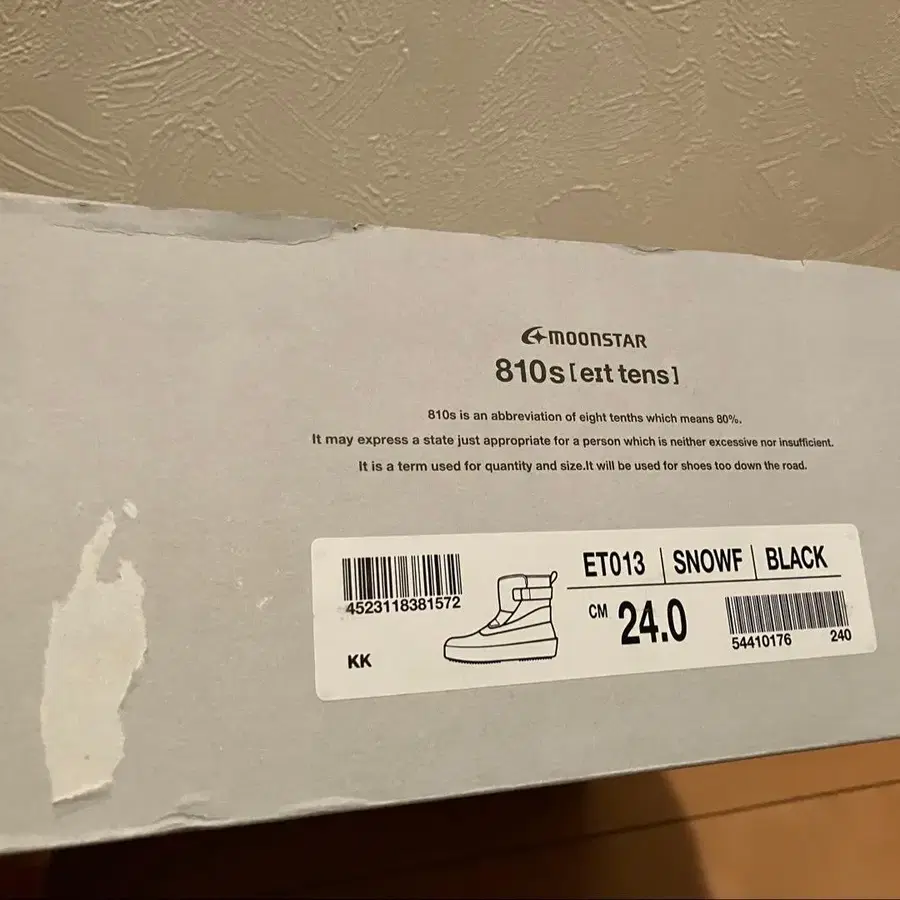 MOONSTAR
810s [eɪt tens]
810s is an abbreviation of eight tenths which means 80%.
It may express a state just appropriate for a person which is neither excessive nor insufficient.
It is a term used for quantity and size.It will be used for shoes too down the road.
ET013 | SNOWF | BLACK
4523118381572
CM 24.0
54410176 240
KK